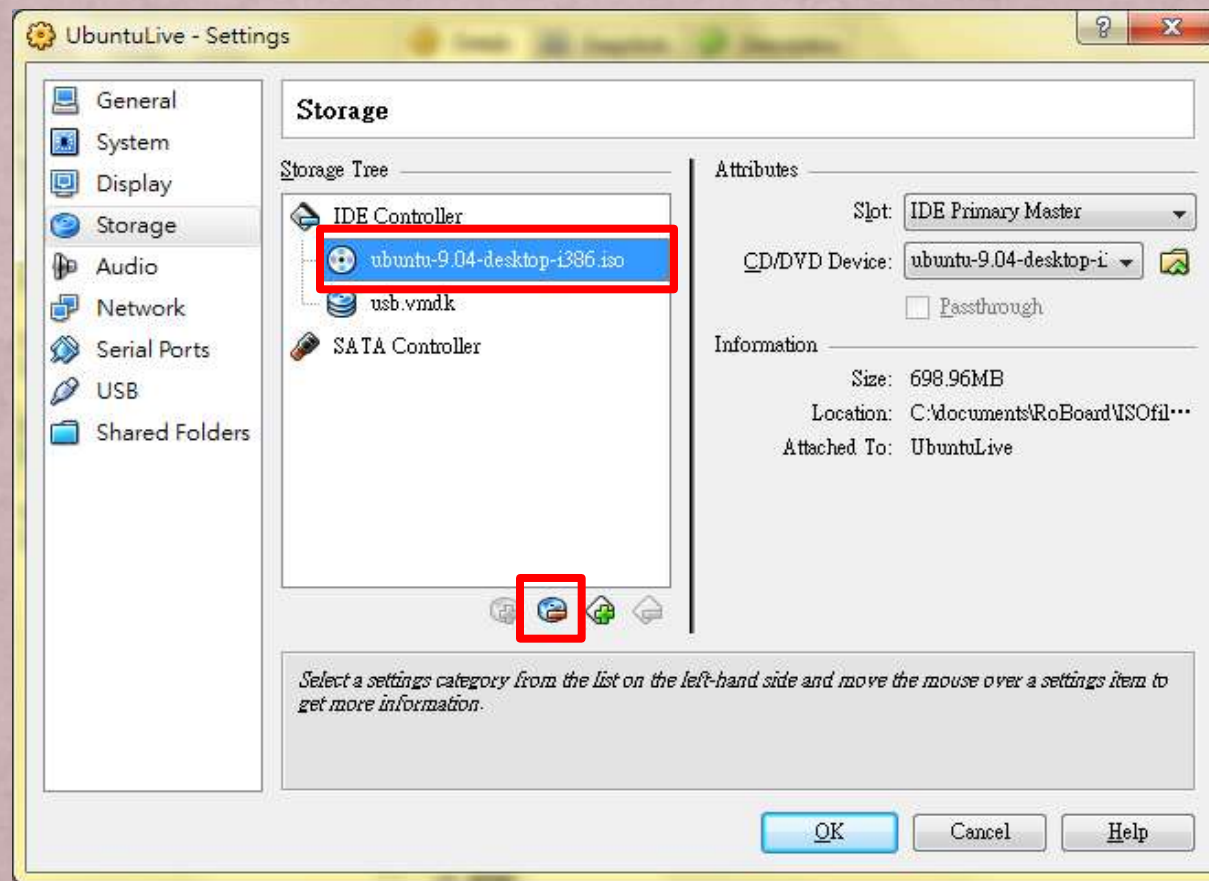 UbuntuLive - Settings
General
System
Display
Storage
Audio
Network
Serial Ports
USB
Shared Folders
Storage
Storage Tree
IDE Controller
ubuntu-9.04-desktop-i386.iso
usb.vmdk
SATA Controller
Attributes
Slot: IDE Primary Master
CD/DVD Device: ubuntu-9.04-desktop-i
Passthrough
Information
Size: 698.96MB
Location: C:\documents\RoBoard\ISOfil···
Attached To: UbuntuLive
Select a settings category from the list on the left-hand side and move the mouse over a settings item to
get more information.
OK Cancel Help